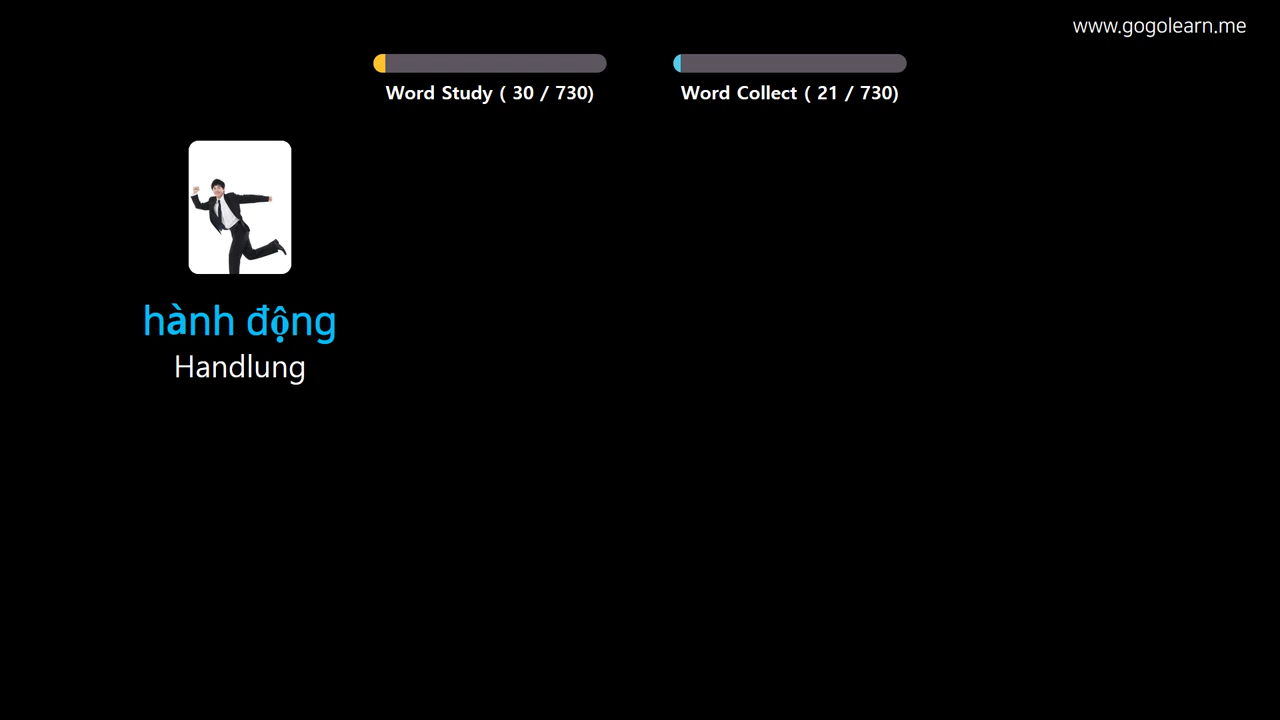 www.gogolearn.me
Word Study ( 30 / 730)
Word Collect ( 21 / 730)
hành động
Handlung